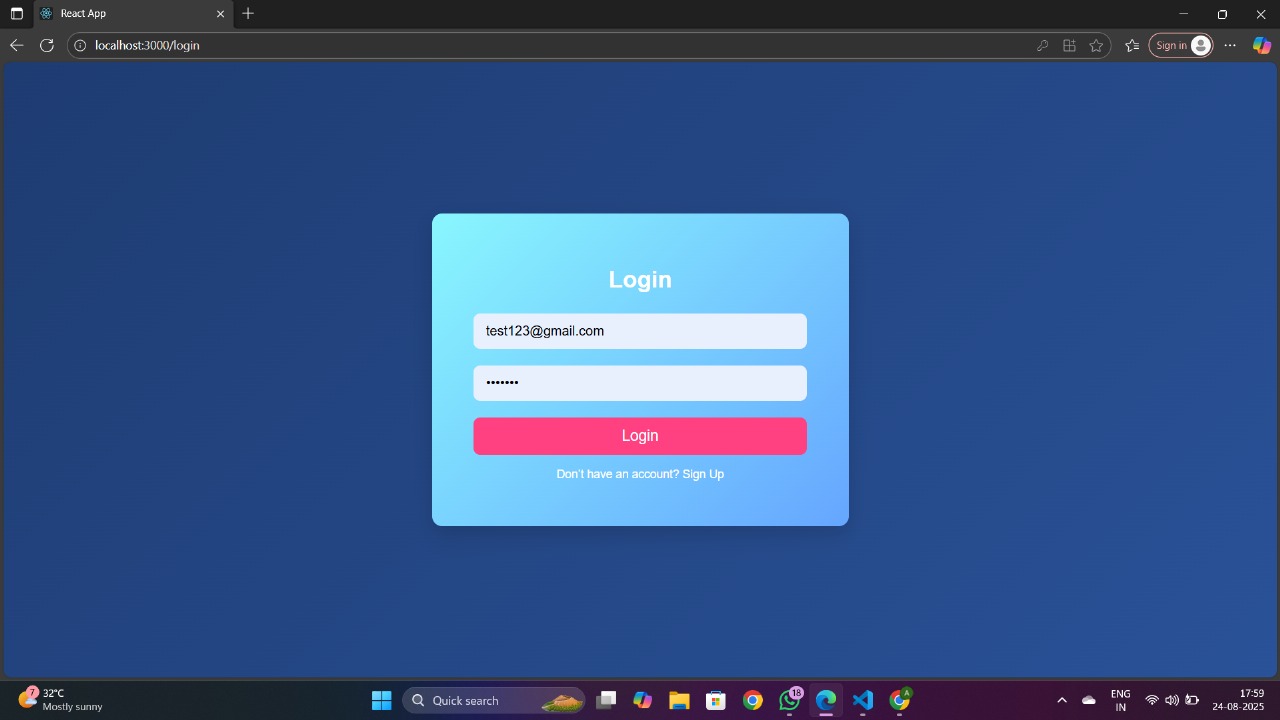 React App
localhost:3000/login
Sign in
Login
test123@gmail.com
•••••••
Login
Don't have an account? Sign Up
7
32°C
Mostly sunny
Quick search
18
A
ENG
IN
17:59
24-08-2025